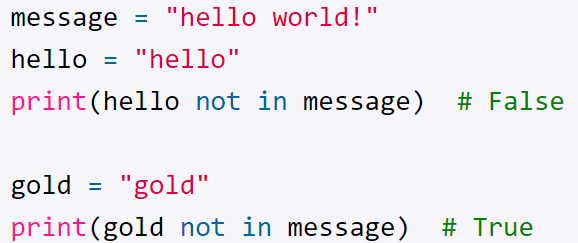 message = "hello world!"
hello = "hello"
print(hello not in message)  # False
gold = "gold"
print(gold not in message)  # True